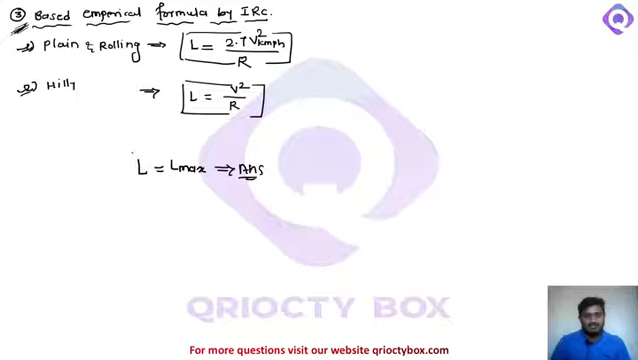 ③ Based emperical formula by IRC.
1) Plain & Rolling → L = 2.7 V²kmph / R
2) Hilly → L = V² / R
L = Lmax ⇒ Ans
QRIOCTY BOX
For more questions visit our website qrioctybox.com